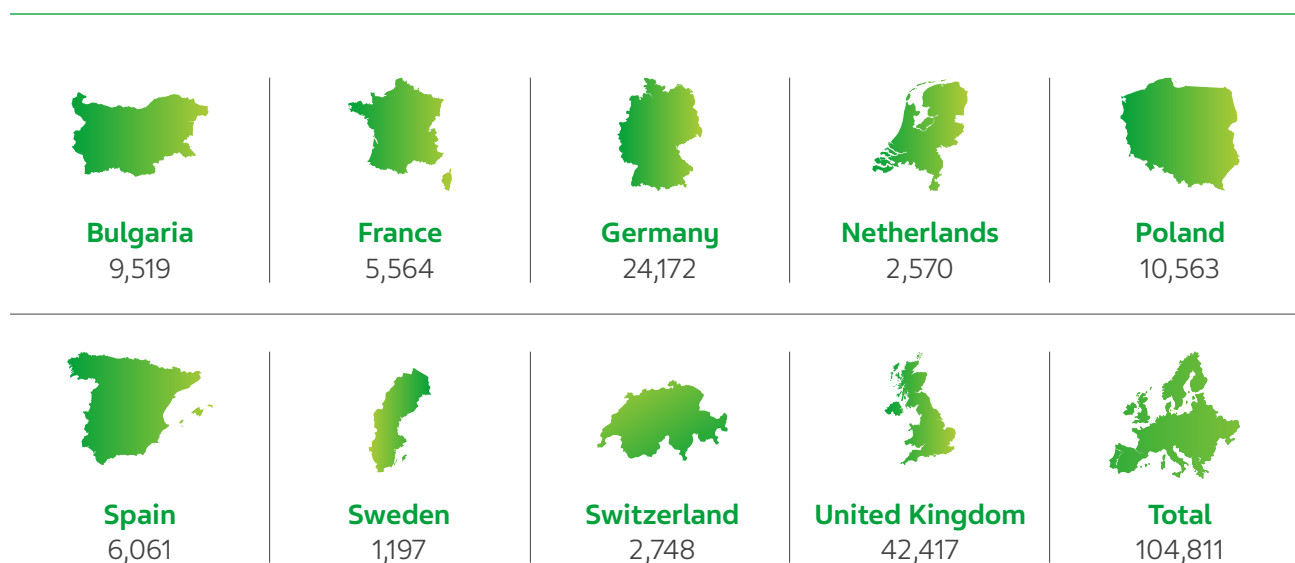 Bulgaria
9,519
France
5,564
Germany
24,172
Netherlands
2,570
Poland
10,563
Spain
6,061
Sweden
1,197
Switzerland
2,748
United Kingdom
42,417
Total
104,811